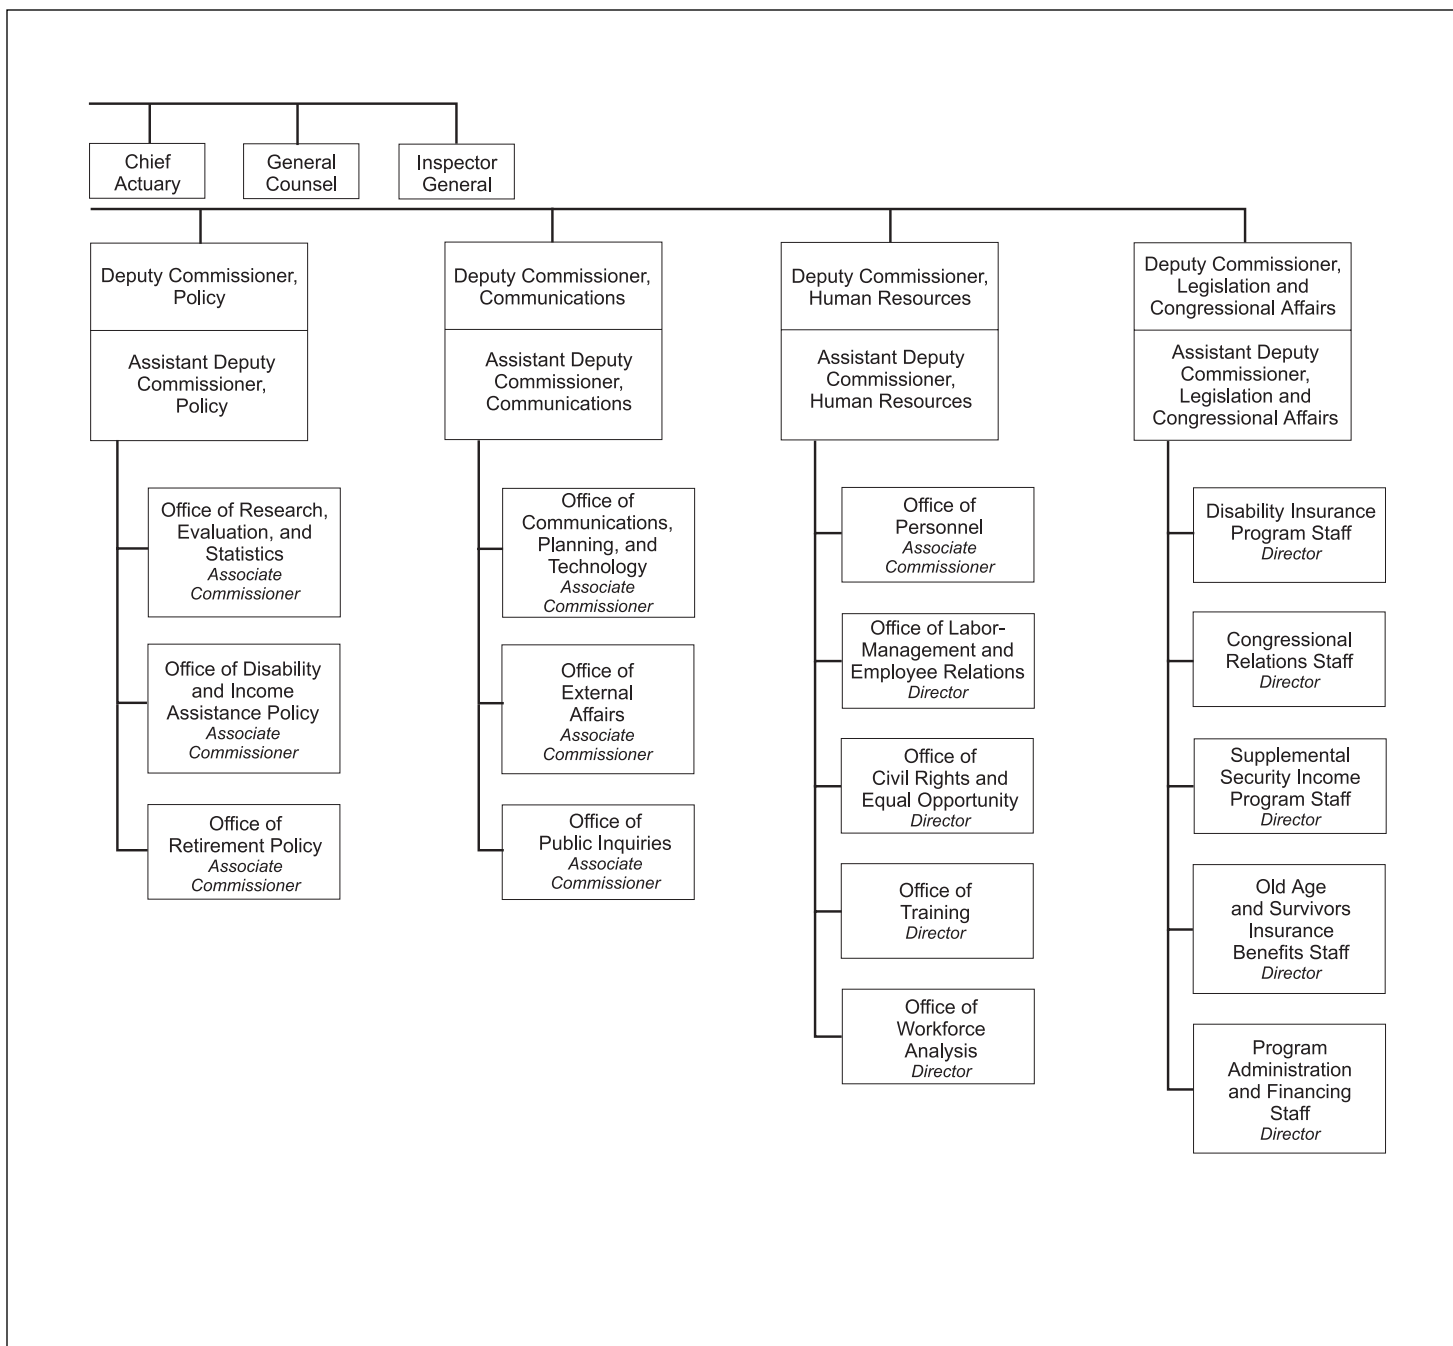 Chief
Actuary
General
Counsel
Inspector
General
Deputy Commissioner,
Policy
Assistant Deputy
Commissioner,
Policy
Office of Research,
Evaluation, and
Statistics
Associate
Commissioner
Office of Disability
and Income
Assistance Policy
Associate
Commissioner
Office of
Retirement Policy
Associate
Commissioner
Deputy Commissioner,
Communications
Assistant Deputy
Commissioner,
Communications
Office of
Communications,
Planning, and
Technology
Associate
Commissioner
Office of
External
Affairs
Associate
Commissioner
Office of
Public Inquiries
Associate
Commissioner
Deputy Commissioner,
Human Resources
Assistant Deputy
Commissioner,
Human Resources
Office of
Personnel
Associate
Commissioner
Office of Labor-
Management and
Employee Relations
Director
Office of
Civil Rights and
Equal Opportunity
Director
Office of
Training
Director
Office of
Workforce
Analysis
Director
Deputy Commissioner,
Legislation and
Congressional Affairs
Assistant Deputy
Commissioner,
Legislation and
Congressional Affairs
Disability Insurance
Program Staff
Director
Congressional
Relations Staff
Director
Supplemental
Security Income
Program Staff
Director
Old Age
and Survivors
Insurance
Benefits Staff
Director
Program
Administration
and Financing
Staff
Director